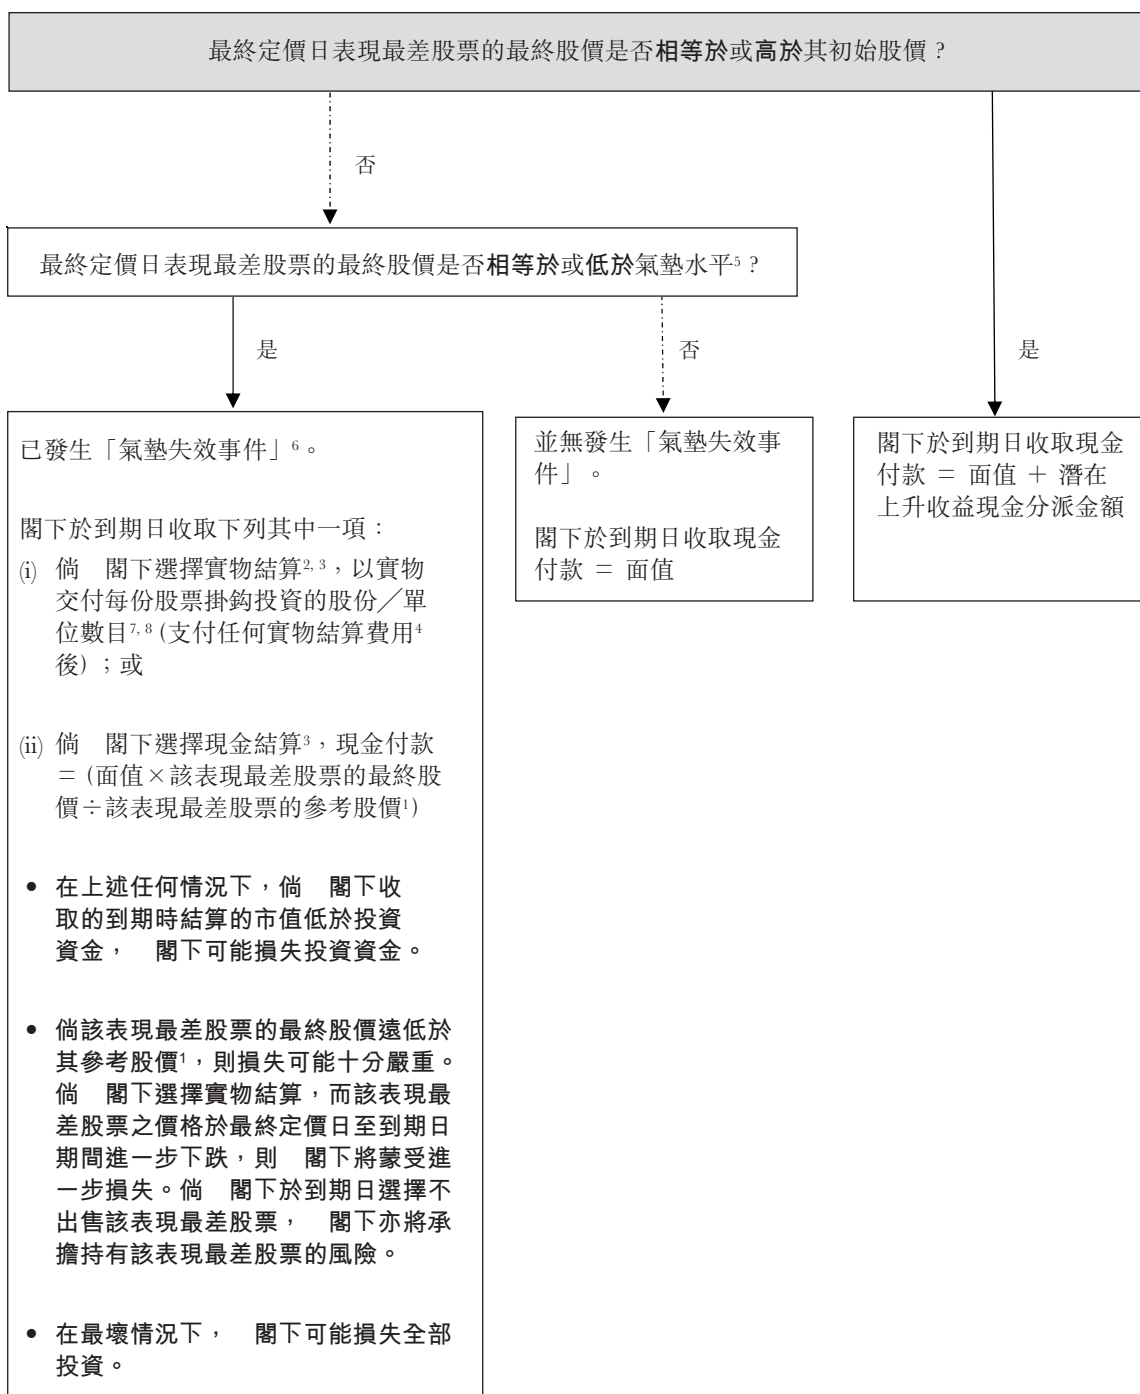 最終定價日表現最差股票的最終股價是否相等於或高於其初始股價？
否
最終定價日表現最差股票的最終股價是否相等於或低於氣墊水平⁵？
是
否
是
已發生「氣墊失效事件」⁶。
閣下於到期日收取下列其中一項：
(i) 倘　閣下選擇實物結算²˒ ³，以實物
交付每份股票掛鈎投資的股份／單
位數目⁷˒ ⁸ (支付任何實物結算費用⁴
後)；或
(ii) 倘　閣下選擇現金結算³，現金付款
＝ (面值×該表現最差股票的最終股
價÷該表現最差股票的參考股價¹)
• 在上述任何情況下，倘　閣下收
取的到期時結算的市值低於投資
資金，　閣下可能損失投資資金。
• 倘該表現最差股票的最終股價遠低於
其參考股價¹，則損失可能十分嚴重。
倘　閣下選擇實物結算，而該表現最
差股票之價格於最終定價日至到期日
期間進一步下跌，則　閣下將蒙受進
一步損失。倘　閣下於到期日選擇不
出售該表現最差股票，　閣下亦將承
擔持有該表現最差股票的風險。
• 在最壞情況下，　閣下可能損失全部
投資。
並無發生「氣墊失效事
件」。
閣下於到期日收取現金
付款 ＝ 面值
閣下於到期日收取現金
付款 ＝ 面值 ＋ 潛在
上升收益現金分派金額